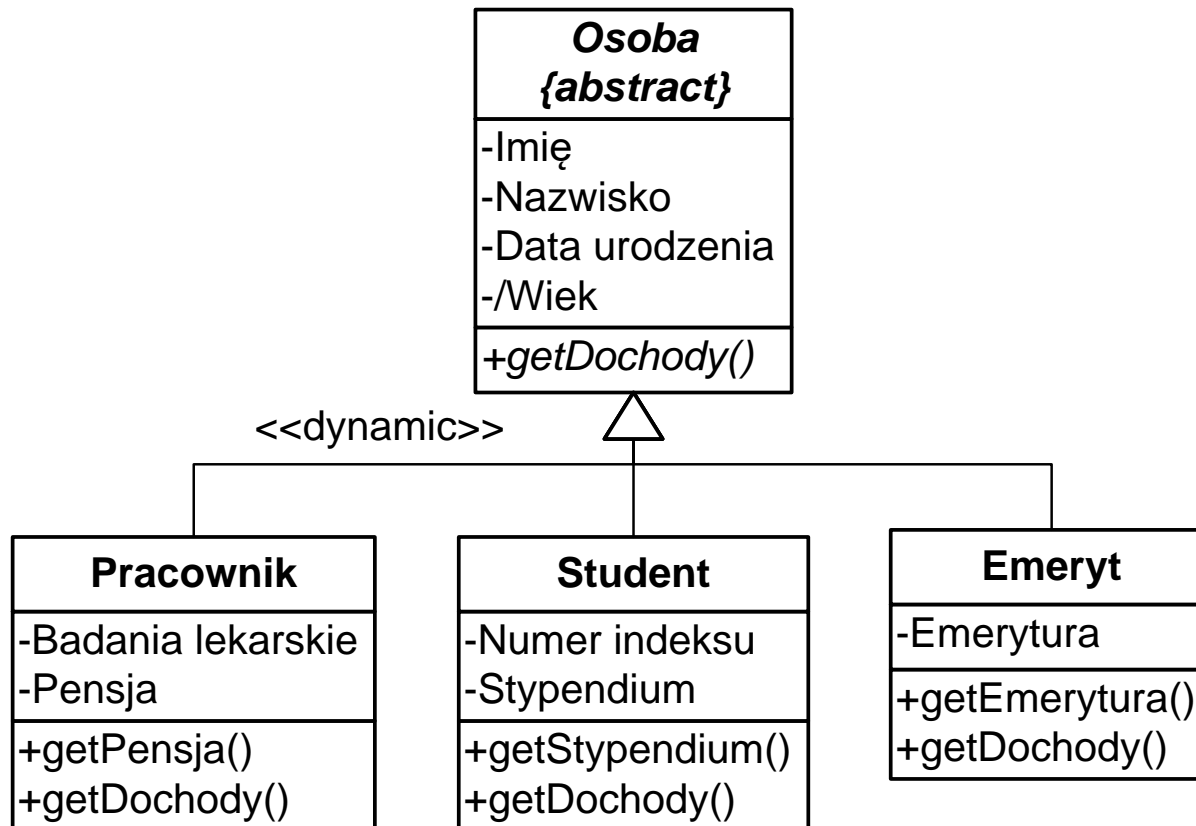 Osoba
{abstract}
-Imię
-Nazwisko
-Data urodzenia
-/Wiek
+getDochody()
<<dynamic>>
Pracownik
-Badania lekarskie
-Pensja
+getPensja()
+getDochody()
Student
-Numer indeksu
-Stypendium
+getStypendium()
+getDochody()
Emeryt
-Emerytura
+getEmerytura()
+getDochody()